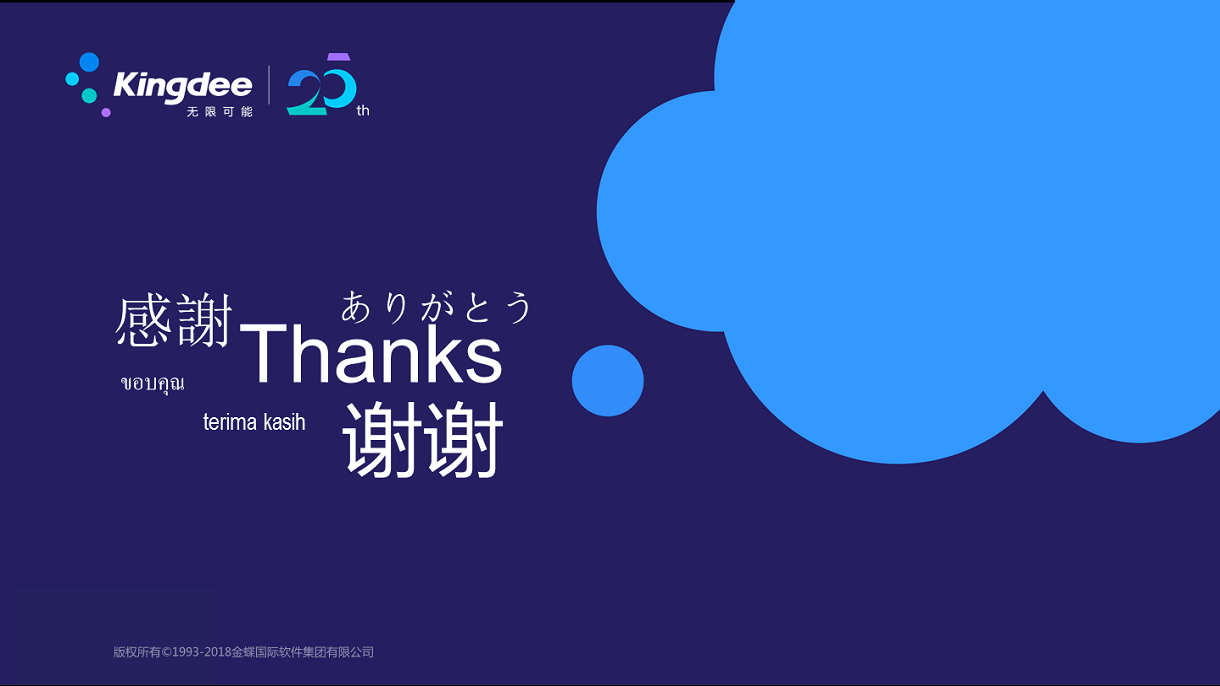 Kingdee
无限可能
25th
感謝
ありがとう
Thanks
ขอบคุณ
terima kasih
谢谢
版权所有©1993-2018金蝶国际软件集团有限公司